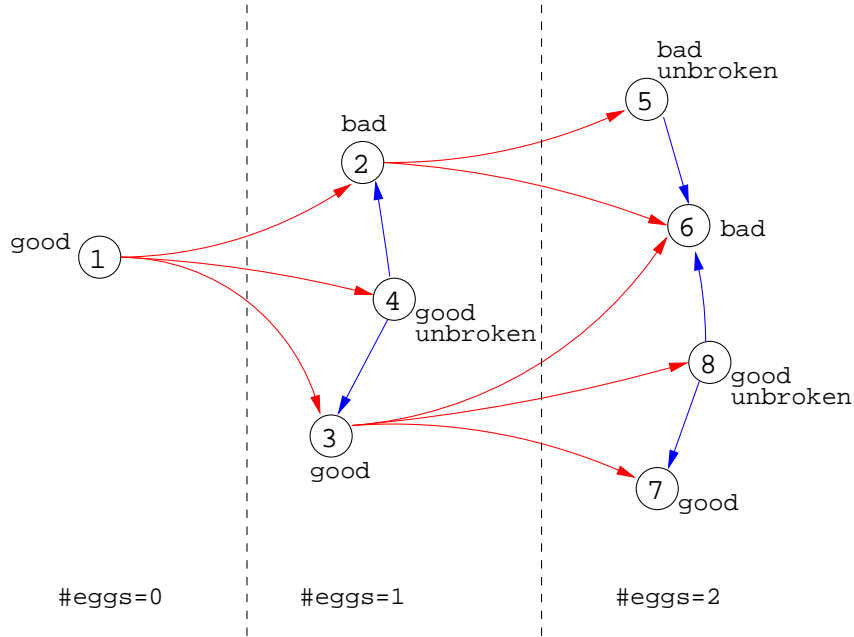 bad
unbroken
5
bad
2
6
bad
good
1
4
good
unbroken
8
good
unbroken
3
good
7
good
#eggs=0
#eggs=1
#eggs=2